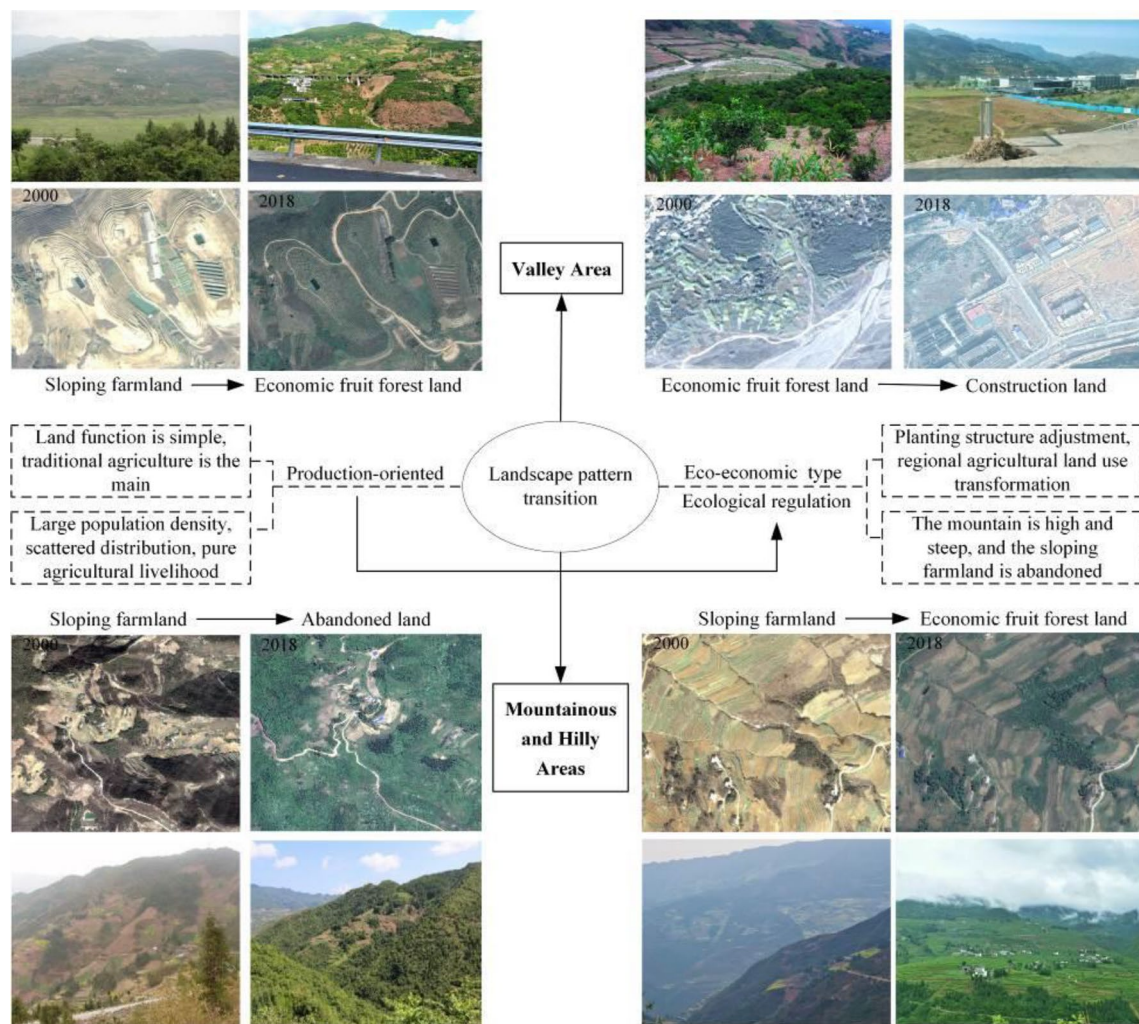 2000
2018
2000
2018
Valley Area
Sloping farmland
Economic fruit forest land
Economic fruit forest land
Construction land
Land function is simple,
traditional agriculture is the
main
Large population density,
scattered distribution, pure
agricultural livelihood
Production-oriented
Landscape pattern
transition
Eco-economic type
Ecological regulation
Planting structure adjustment,
regional agricultural land use
transformation
The mountain is high and
steep, and the sloping
farmland is abandoned
Sloping farmland
Abandoned land
Sloping farmland
Economic fruit forest land
2000
2018
2000
2018
Mountainous
and Hilly
Areas